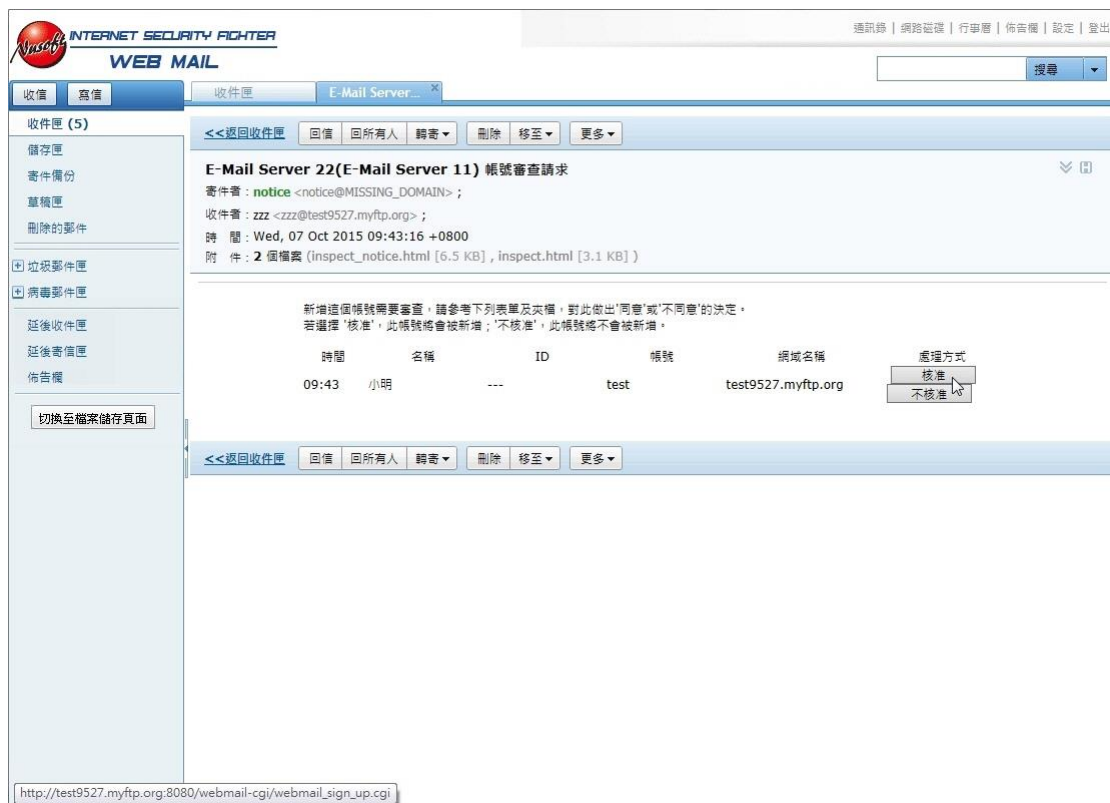 Nusoft INTERNET SECURITY FIGHTER
WEB MAIL
通訊錄 | 網路磁碟 | 行事曆 | 佈告欄 | 設定 | 登出
搜尋
收信 寫信
收件匣 E-Mail Server... ×
收件匣 (5)
儲存匣
寄件備份
草稿匣
刪除的郵件
垃圾郵件匣
病毒郵件匣
延後收件匣
延後寄信匣
佈告欄
切換至檔案儲存頁面
<<返回收件匣 回信 回所有人 轉寄 刪除 移至 更多
E-Mail Server 22(E-Mail Server 11) 帳號審查請求
寄件者 : notice <notice@MISSING_DOMAIN> ;
收件者 : zzz <zzz@test9527.myftp.org> ;
時 間 : Wed, 07 Oct 2015 09:43:16 +0800
附 件 : 2 個檔案 (inspect_notice.html [6.5 KB] , inspect.html [3.1 KB] )
新增這個帳號需要審查，請參考下列表單及夾檔，對此做出'同意'或'不同意'的決定。
若選擇 '核准'，此帳號將會被新增；'不核准'，此帳號將不會被新增。
時間 名稱 ID 帳號 網域名稱 處理方式
09:43 小明 --- test test9527.myftp.org 核准
不核准
<<返回收件匣 回信 回所有人 轉寄 刪除 移至 更多
http://test9527.myftp.org:8080/webmail-cgi/webmail_sign_up.cgi